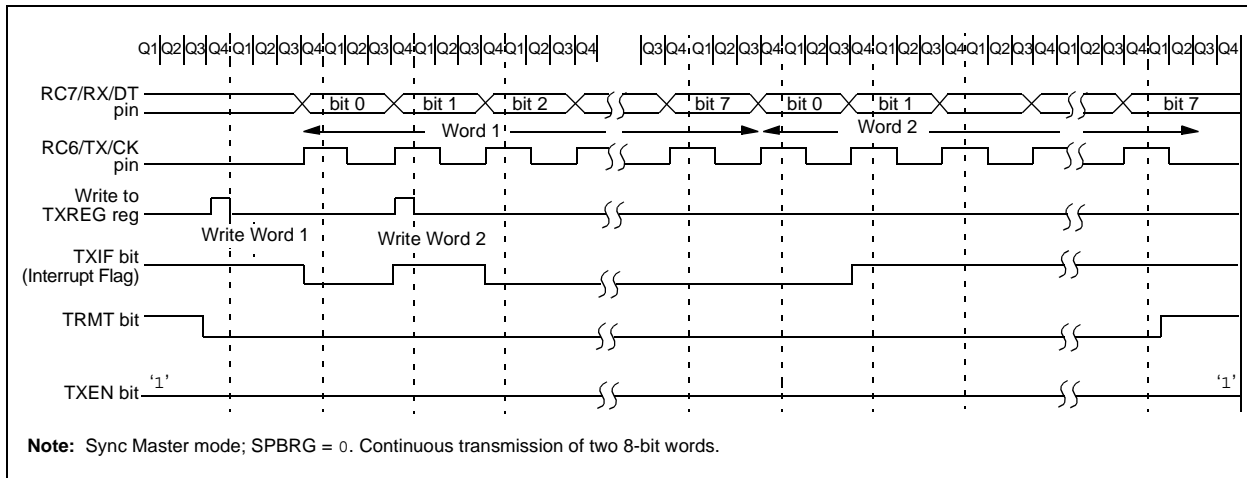 Q1 Q2 Q3 Q4 Q1 Q2 Q3 Q4 Q1 Q2 Q3 Q4 Q1 Q2 Q3 Q4 Q1 Q2 Q3 Q4 Q3 Q4 Q1 Q2 Q3 Q4 Q1 Q2 Q3 Q4 Q1 Q2 Q3 Q4 Q1 Q2 Q3 Q4 Q1 Q2 Q3 Q4 Q1 Q2 Q3 Q4
RC7/RX/DT
pin
bit 0 bit 1 bit 2 bit 7 bit 0 bit 1 bit 7
Word 1 Word 2
RC6/TX/CK
pin
Write to
TXREG reg
Write Word 1 Write Word 2
TXIF bit
(Interrupt Flag)
TRMT bit
TXEN bit '1' '1'
Note: Sync Master mode; SPBRG = 0. Continuous transmission of two 8-bit words.